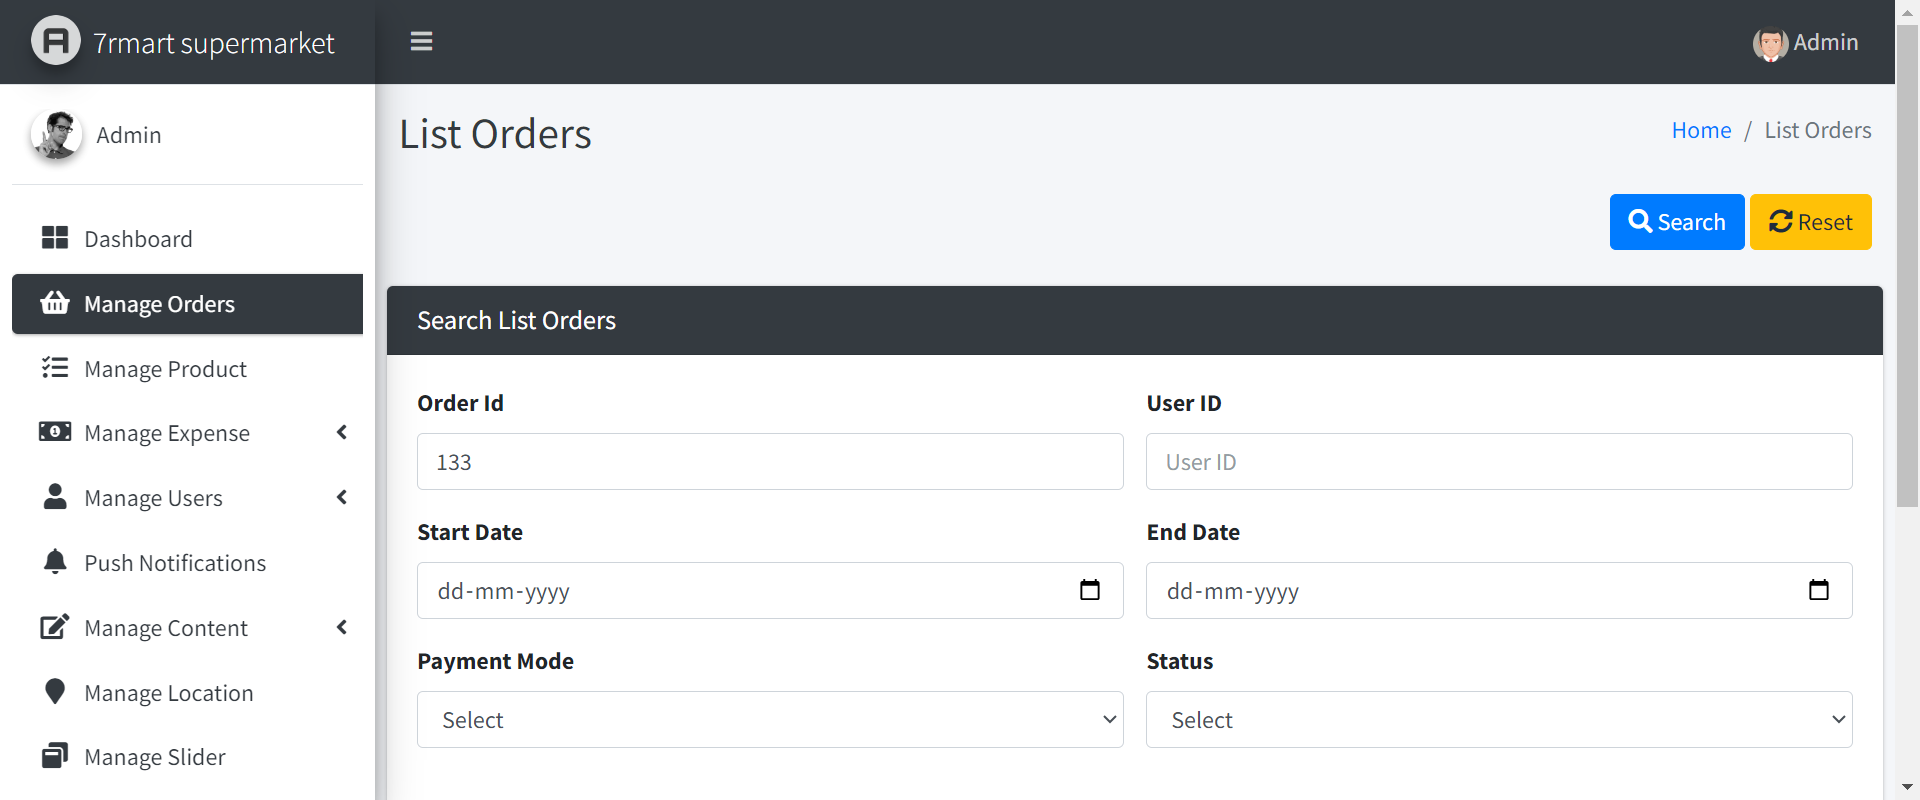 7rmart supermarket
Admin
Admin
List Orders
Home / List Orders
Search
Reset
Dashboard
Manage Orders
Manage Product
Manage Expense
Manage Users
Push Notifications
Manage Content
Manage Location
Manage Slider
Search List Orders
Order Id
User ID
133
User ID
Start Date
End Date
dd-mm-yyyy
dd-mm-yyyy
Payment Mode
Status
Select
Select